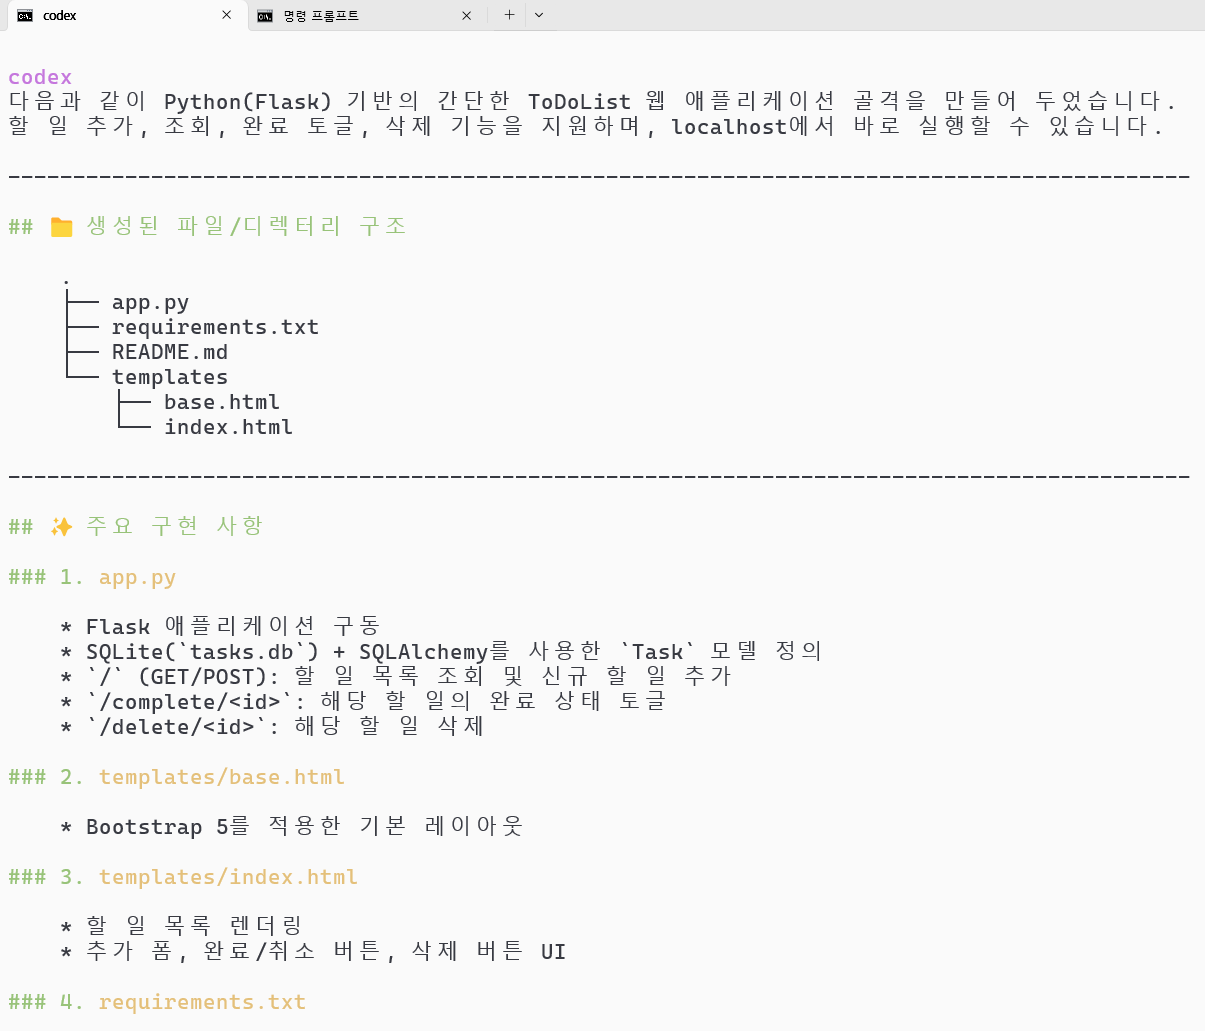 codex
명령 프롬프트
codex
다음과 같이 Python(Flask) 기반의 간단한 ToDoList 웹 애플리케이션 골격을 만들어 두었습니다.
할 일 추가, 조회, 완료 토글, 삭제 기능을 지원하며, localhost에서 바로 실행할 수 있습니다.
───────────────────────────────────────────────────────────────────────────────────────────
## 📁 생성된 파일/디렉터리 구조
.
├── app.py
├── requirements.txt
├── README.md
└── templates
    ├── base.html
    └── index.html
───────────────────────────────────────────────────────────────────────────────────────────
## ✨ 주요 구현 사항
### 1. app.py
* Flask 애플리케이션 구동
* SQLite(`tasks.db`) + SQLAlchemy를 사용한 `Task` 모델 정의
* `/` (GET/POST): 할 일 목록 조회 및 신규 할 일 추가
* `/complete/<id>`: 해당 할 일의 완료 상태 토글
* `/delete/<id>`: 해당 할 일 삭제
### 2. templates/base.html
* Bootstrap 5를 적용한 기본 레이아웃
### 3. templates/index.html
* 할 일 목록 렌더링
* 추가 폼, 완료/취소 버튼, 삭제 버튼 UI
### 4. requirements.txt